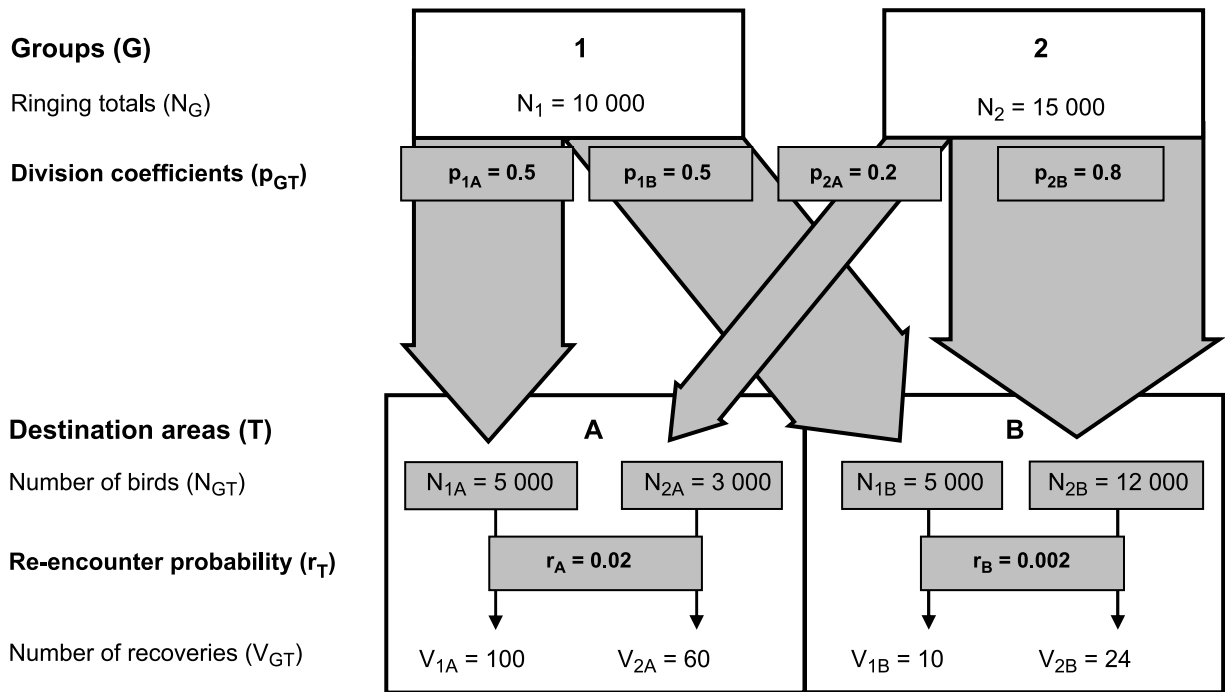 Groups (G)
1
2
Ringing totals (N_G)
N_1 = 10 000
N_2 = 15 000
Division coefficients (p_GT)
p_1A = 0.5
p_1B = 0.5
p_2A = 0.2
p_2B = 0.8
Destination areas (T)
A
B
Number of birds (N_GT)
N_1A = 5 000
N_2A = 3 000
N_1B = 5 000
N_2B = 12 000
Re-encounter probability (r_T)
r_A = 0.02
r_B = 0.002
Number of recoveries (V_GT)
V_1A = 100
V_2A = 60
V_1B = 10
V_2B = 24